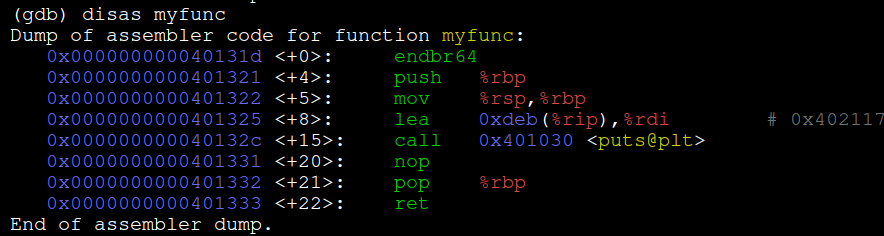 (gdb) disas myfunc
Dump of assembler code for function myfunc:
   0x000000000040131d <+0>:     endbr64
   0x0000000000401321 <+4>:     push   %rbp
   0x0000000000401322 <+5>:     mov    %rsp,%rbp
   0x0000000000401325 <+8>:     lea    0xdeb(%rip),%rdi        # 0x402117
   0x000000000040132c <+15>:    call   0x401030 <puts@plt>
   0x0000000000401331 <+20>:    nop
   0x0000000000401332 <+21>:    pop    %rbp
   0x0000000000401333 <+22>:    ret
End of assembler dump.